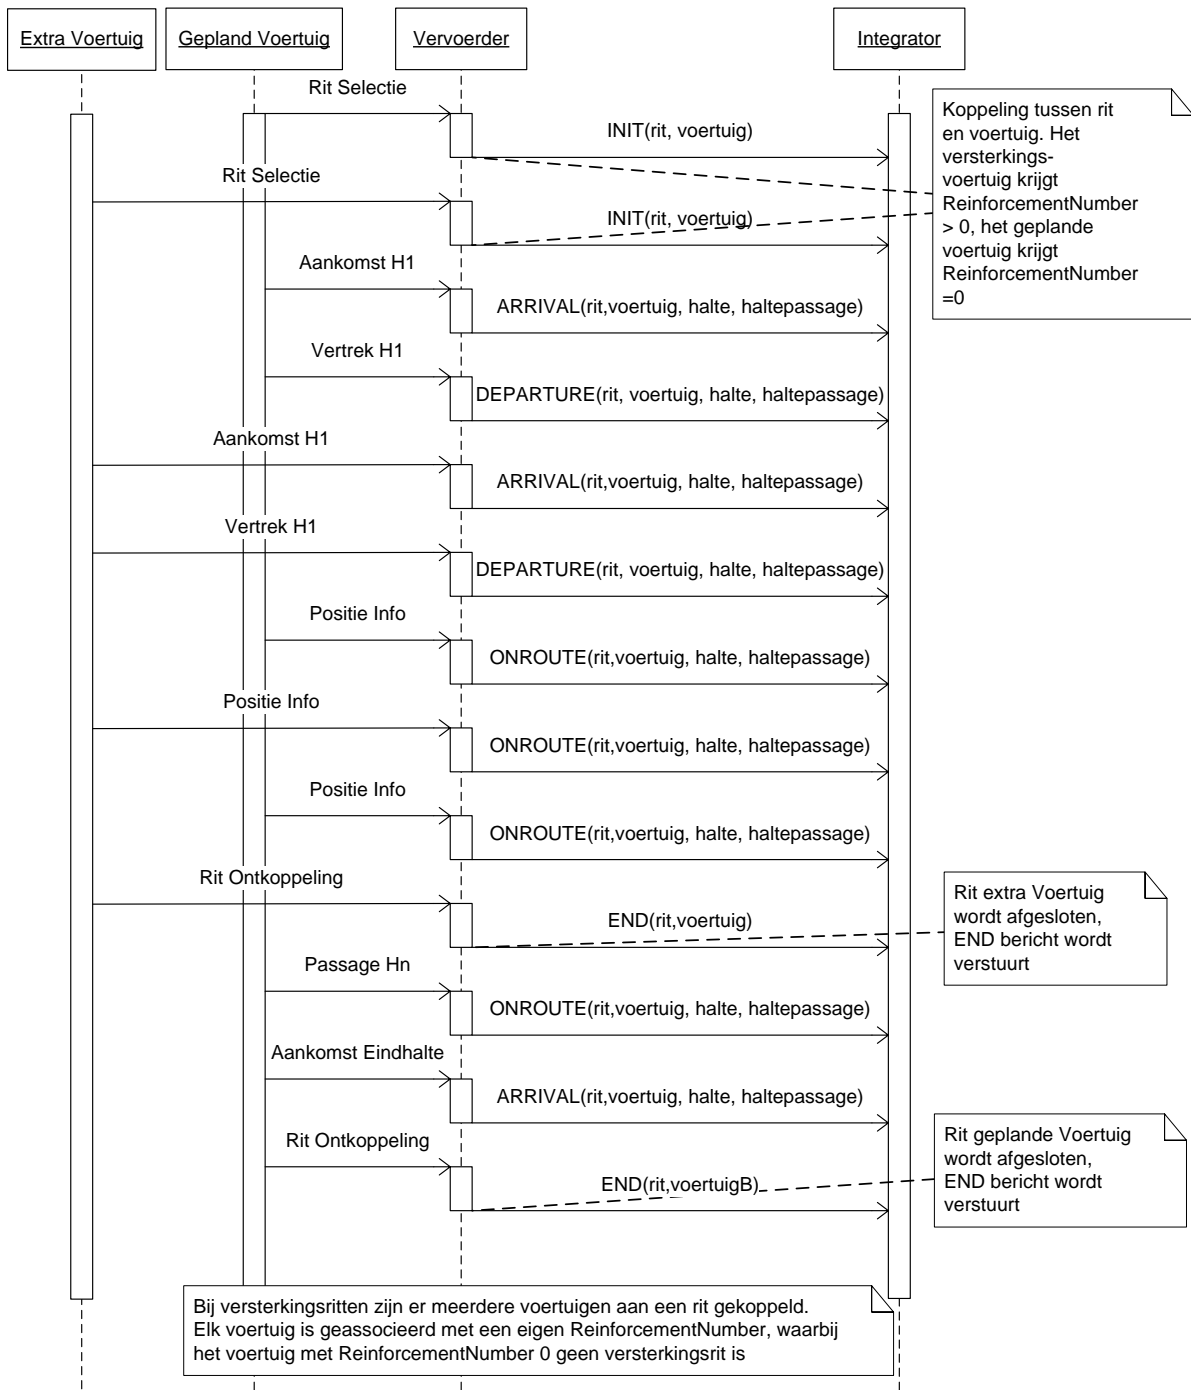 Extra Voertuig
Gepland Voertuig
Vervoerder
Integrator
Rit Selectie
INIT(rit, voertuig)
Koppeling tussen rit
en voertuig. Het
versterkings-
voertuig krijgt
ReinforcementNumber
> 0, het geplande
voertuig krijgt
ReinforcementNumber
=0
Rit Selectie
INIT(rit, voertuig)
Aankomst H1
ARRIVAL(rit,voertuig, halte, haltepassage)
Vertrek H1
DEPARTURE(rit, voertuig, halte, haltepassage)
Aankomst H1
ARRIVAL(rit,voertuig, halte, haltepassage)
Vertrek H1
DEPARTURE(rit, voertuig, halte, haltepassage)
Positie Info
ONROUTE(rit,voertuig, halte, haltepassage)
Positie Info
ONROUTE(rit,voertuig, halte, haltepassage)
Positie Info
ONROUTE(rit,voertuig, halte, haltepassage)
Rit Ontkoppeling
END(rit,voertuig)
Rit extra Voertuig
wordt afgesloten,
END bericht wordt
verstuurt
Passage Hn
ONROUTE(rit,voertuig, halte, haltepassage)
Aankomst Eindhalte
ARRIVAL(rit,voertuig, halte, haltepassage)
Rit Ontkoppeling
END(rit,voertuigB)
Rit geplande Voertuig
wordt afgesloten,
END bericht wordt
verstuurt
Bij versterkingsritten zijn er meerdere voertuigen aan een rit gekoppeld.
Elk voertuig is geassocieerd met een eigen ReinforcementNumber, waarbij
het voertuig met ReinforcementNumber 0 geen versterkingsrit is